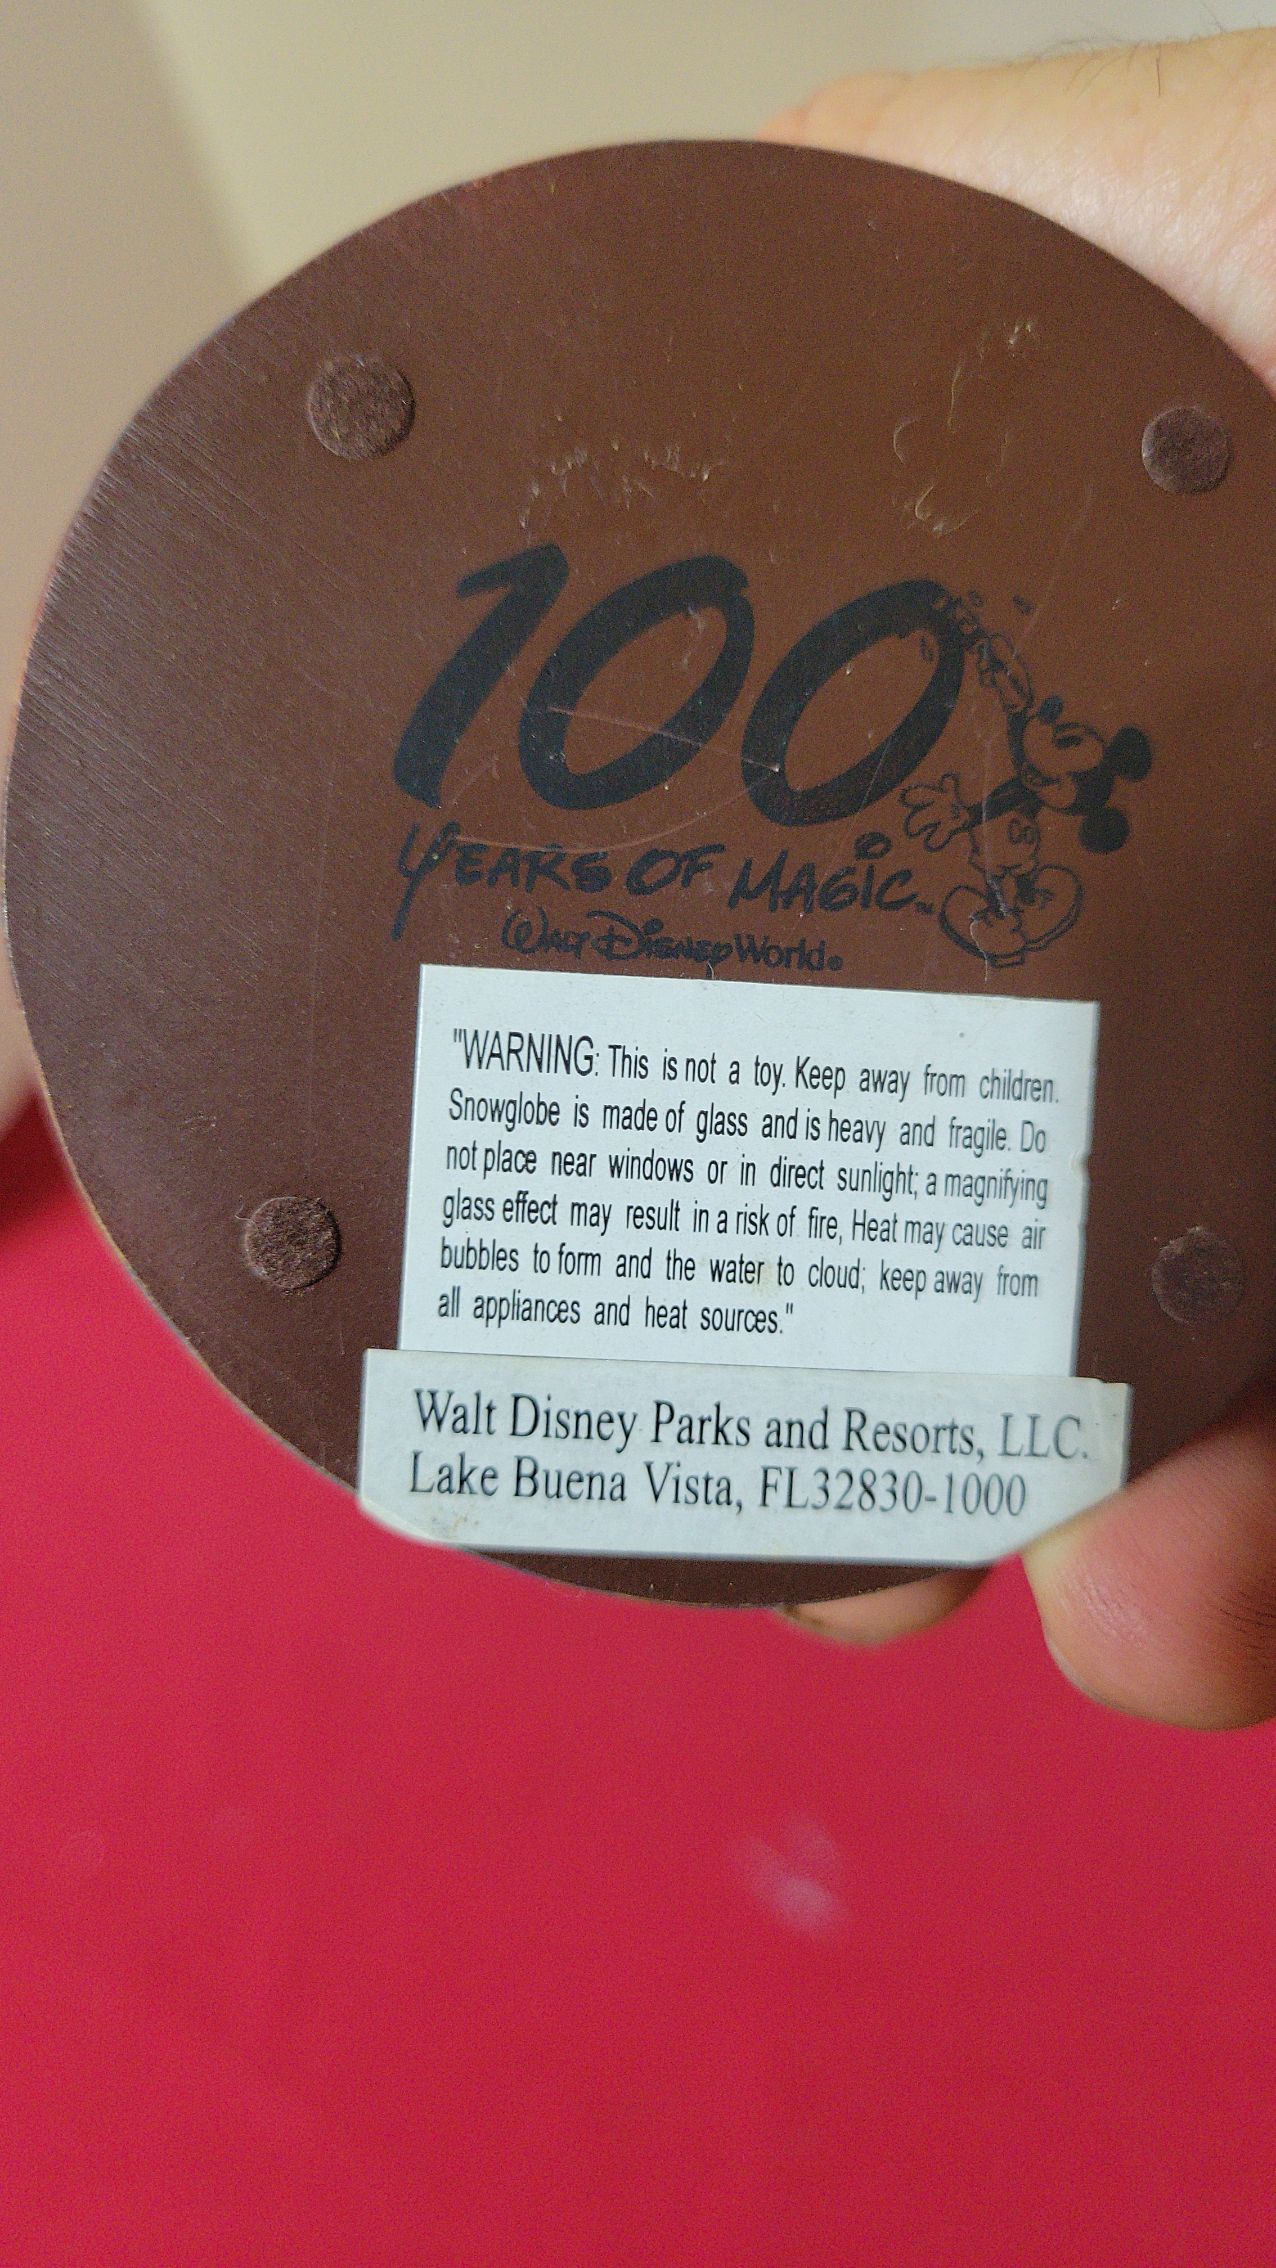 100
YEARS OF MAGIC™
WALT DISNEY World®
"WARNING: This is not a toy. Keep away from children.
Snowglobe is made of glass and is heavy and fragile. Do
not place near windows or in direct sunlight; a magnifying
glass effect may result in a risk of fire, Heat may cause air
bubbles to form and the water to cloud; keep away from
all appliances and heat sources."
Walt Disney Parks and Resorts, LLC.
Lake Buena Vista, FL32830-1000